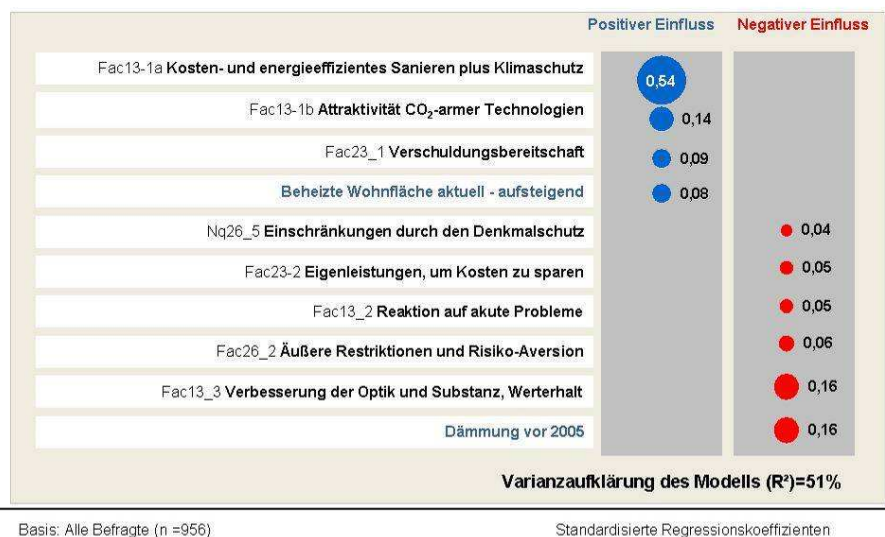 Positiver Einfluss Negativer Einfluss
Fac13-1a Kosten- und energieeffizientes Sanieren plus Klimaschutz 0,54
Fac13-1b Attraktivität CO₂-armer Technologien 0,14
Fac23_1 Verschuldungsbereitschaft 0,09
Beheizte Wohnfläche aktuell - aufsteigend 0,08
Nq26_5 Einschränkungen durch den Denkmalschutz 0,04
Fac23-2 Eigenleistungen, um Kosten zu sparen 0,05
Fac13_2 Reaktion auf akute Probleme 0,05
Fac26_2 Äußere Restriktionen und Risiko-Aversion 0,06
Fac13_3 Verbesserung der Optik und Substanz, Werterhalt 0,16
Dämmung vor 2005 0,16
Varianzaufklärung des Modells (R²)=51%
Basis: Alle Befragte (n =956) Standardisierte Regressionskoeffizienten